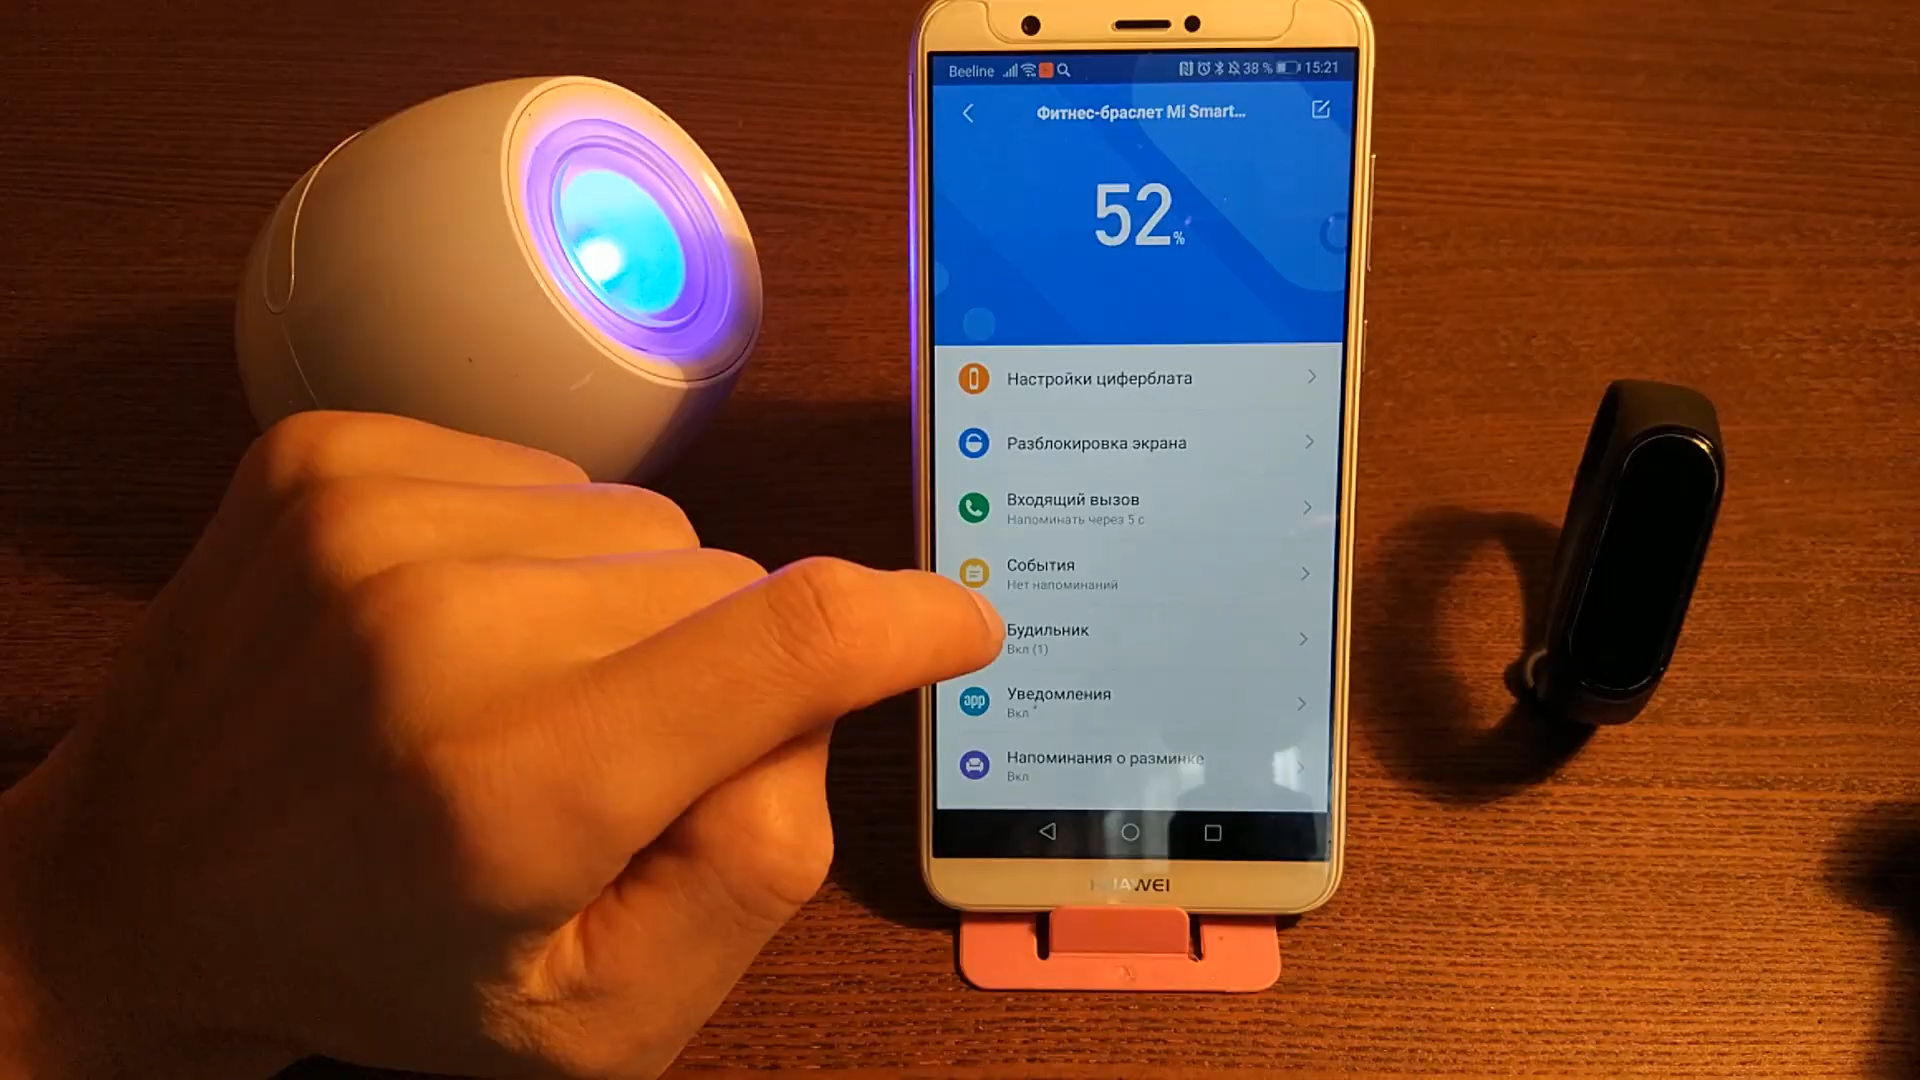 Beeline 38 % 15:21
Фитнес-браслет Mi Smart...
52%
Настройки циферблата
Разблокировка экрана
Входящий вызов
Напоминать через 5 с
События
Нет напоминаний
Будильник
Вкл (1)
app
Уведомления
Вкл
Напоминания о разминке
Вкл
HUAWEI